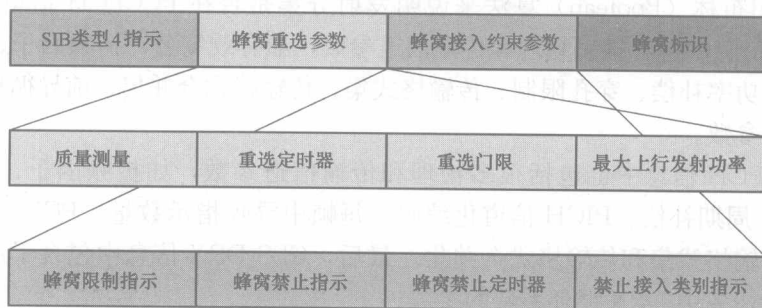 SIB类型4指示 蜂窝重选参数 蜂窝接入约束参数 蜂窝标识
质量测量 重选定时器 重选门限 最大上行发射功率
蜂窝限制指示 蜂窝禁止指示 蜂窝禁止定时器 禁止接入类别指示